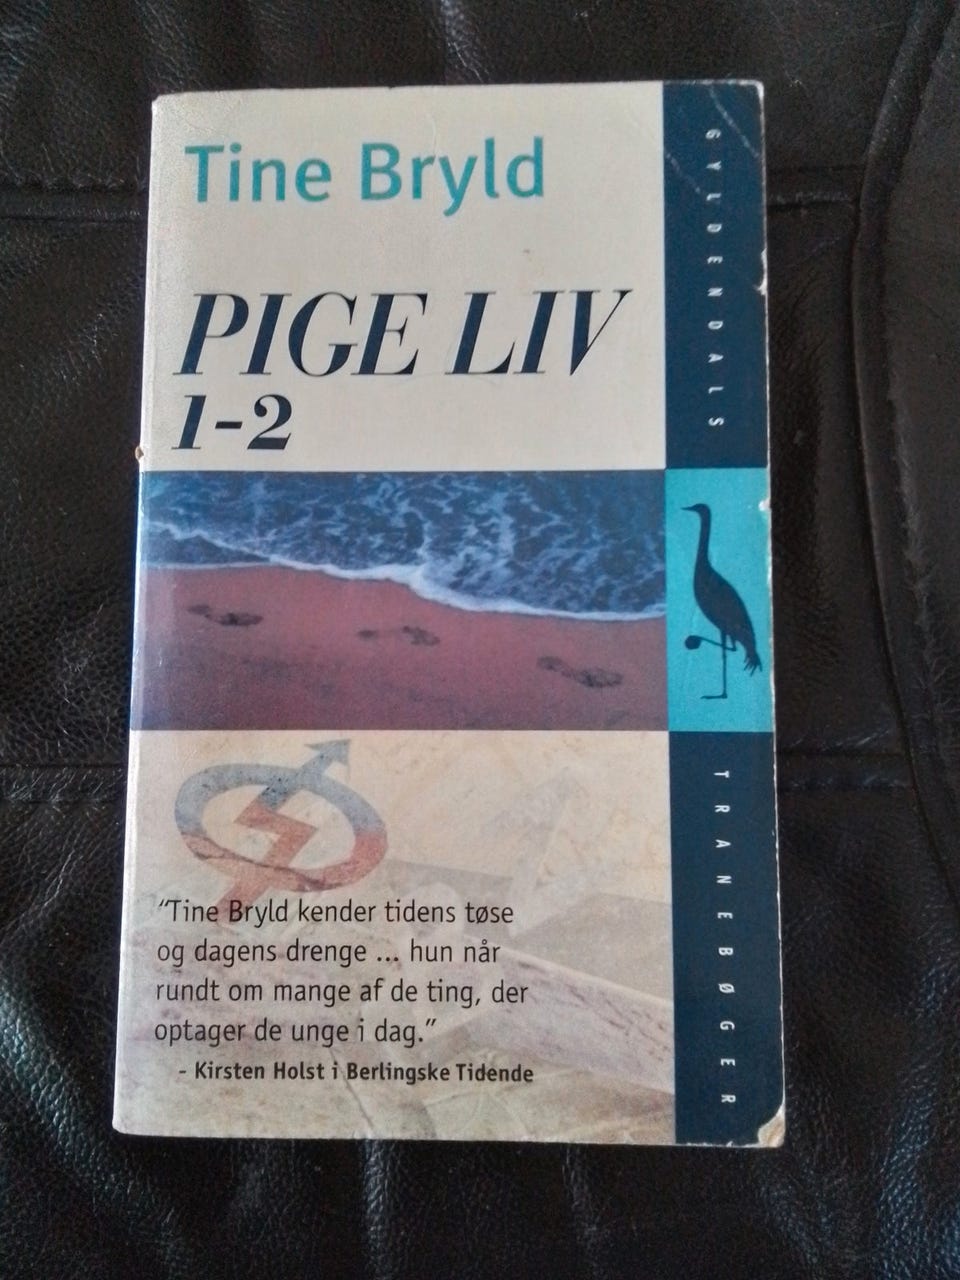 Tine Bryld
PIGE LIV
1-2
GYLDENDALS
TRANEBØGER
“Tine Bryld kender tidens tøse
og dagens drenge ... hun når
rundt om mange af de ting, der
optager de unge i dag.”
- Kirsten Holst i Berlingske Tidende